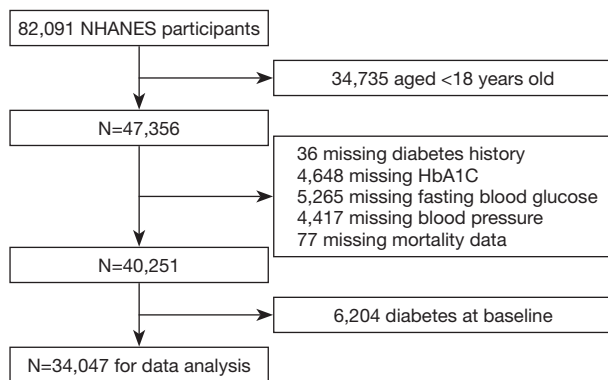 82,091 NHANES participants
34,735 aged <18 years old
N=47,356
36 missing diabetes history
4,648 missing HbA1C
5,265 missing fasting blood glucose
4,417 missing blood pressure
77 missing mortality data
N=40,251
6,204 diabetes at baseline
N=34,047 for data analysis